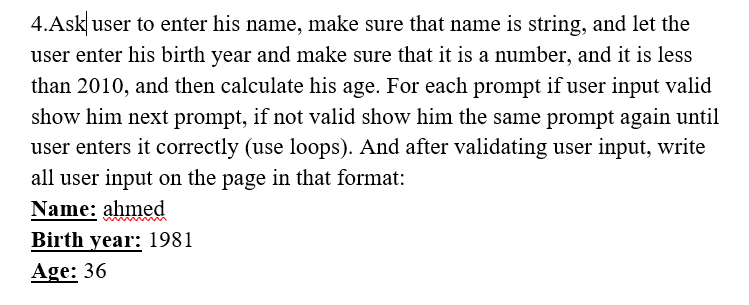 4.Ask user to enter his name, make sure that name is string, and let the
user enter his birth year and make sure that it is a number, and it is less
than 2010, and then calculate his age. For each prompt if user input valid
show him next prompt, if not valid show him the same prompt again until
user enters it correctly (use loops). And after validating user input, write
all user input on the page in that format:
Name: ahmed
Birth year: 1981
Age: 36